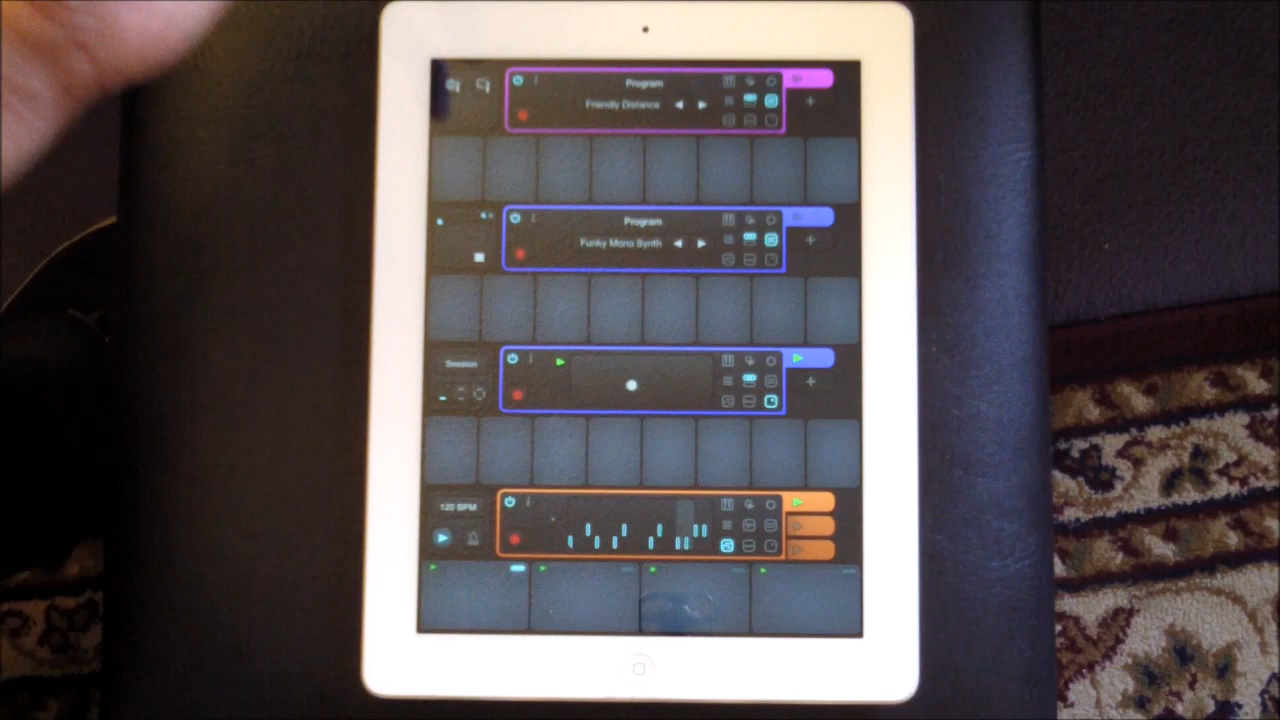 Program
Friendly Distance
Program
Funky Mono Synth
Session
120 BPM